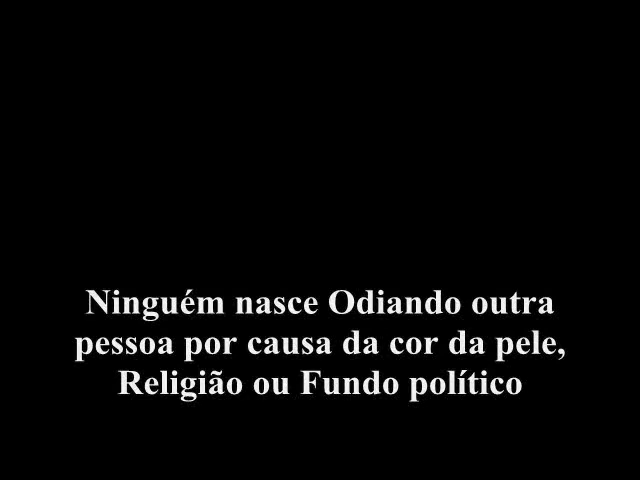 Ninguém nasce Odiando outra
pessoa por causa da cor da pele,
Religião ou Fundo político